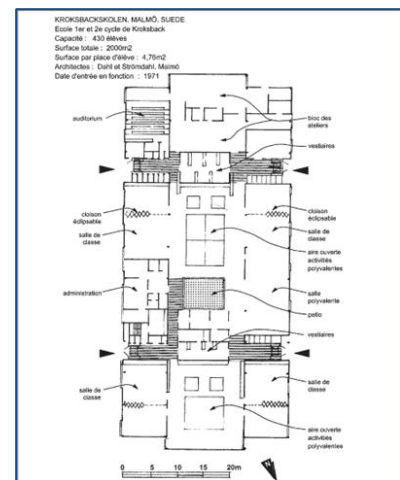 KROKSBACKSKOLEN, MALMÖ, SUEDE
Ecole 1er et 2e cycle de Kroksback
Capacité : 430 élèves
Surface totale : 2000m2
Surface par place d'élève : 4,76m2
Architectes : Dahl et Strömdahl, Malmö
Date d'entrée en fonction : 1971
auditorium
bloc des
ateliers
vestiaires
cloison
éclipsable
salle de
classe
cloison
éclipsable
salle de
classe
aire ouverte
activités
polyvalentes
administration
salle
polyvalente
patio
vestiaires
salle de
classe
salle de
classe
aire ouverte
activités
polyvalentes
0 5 10 15 20m
N